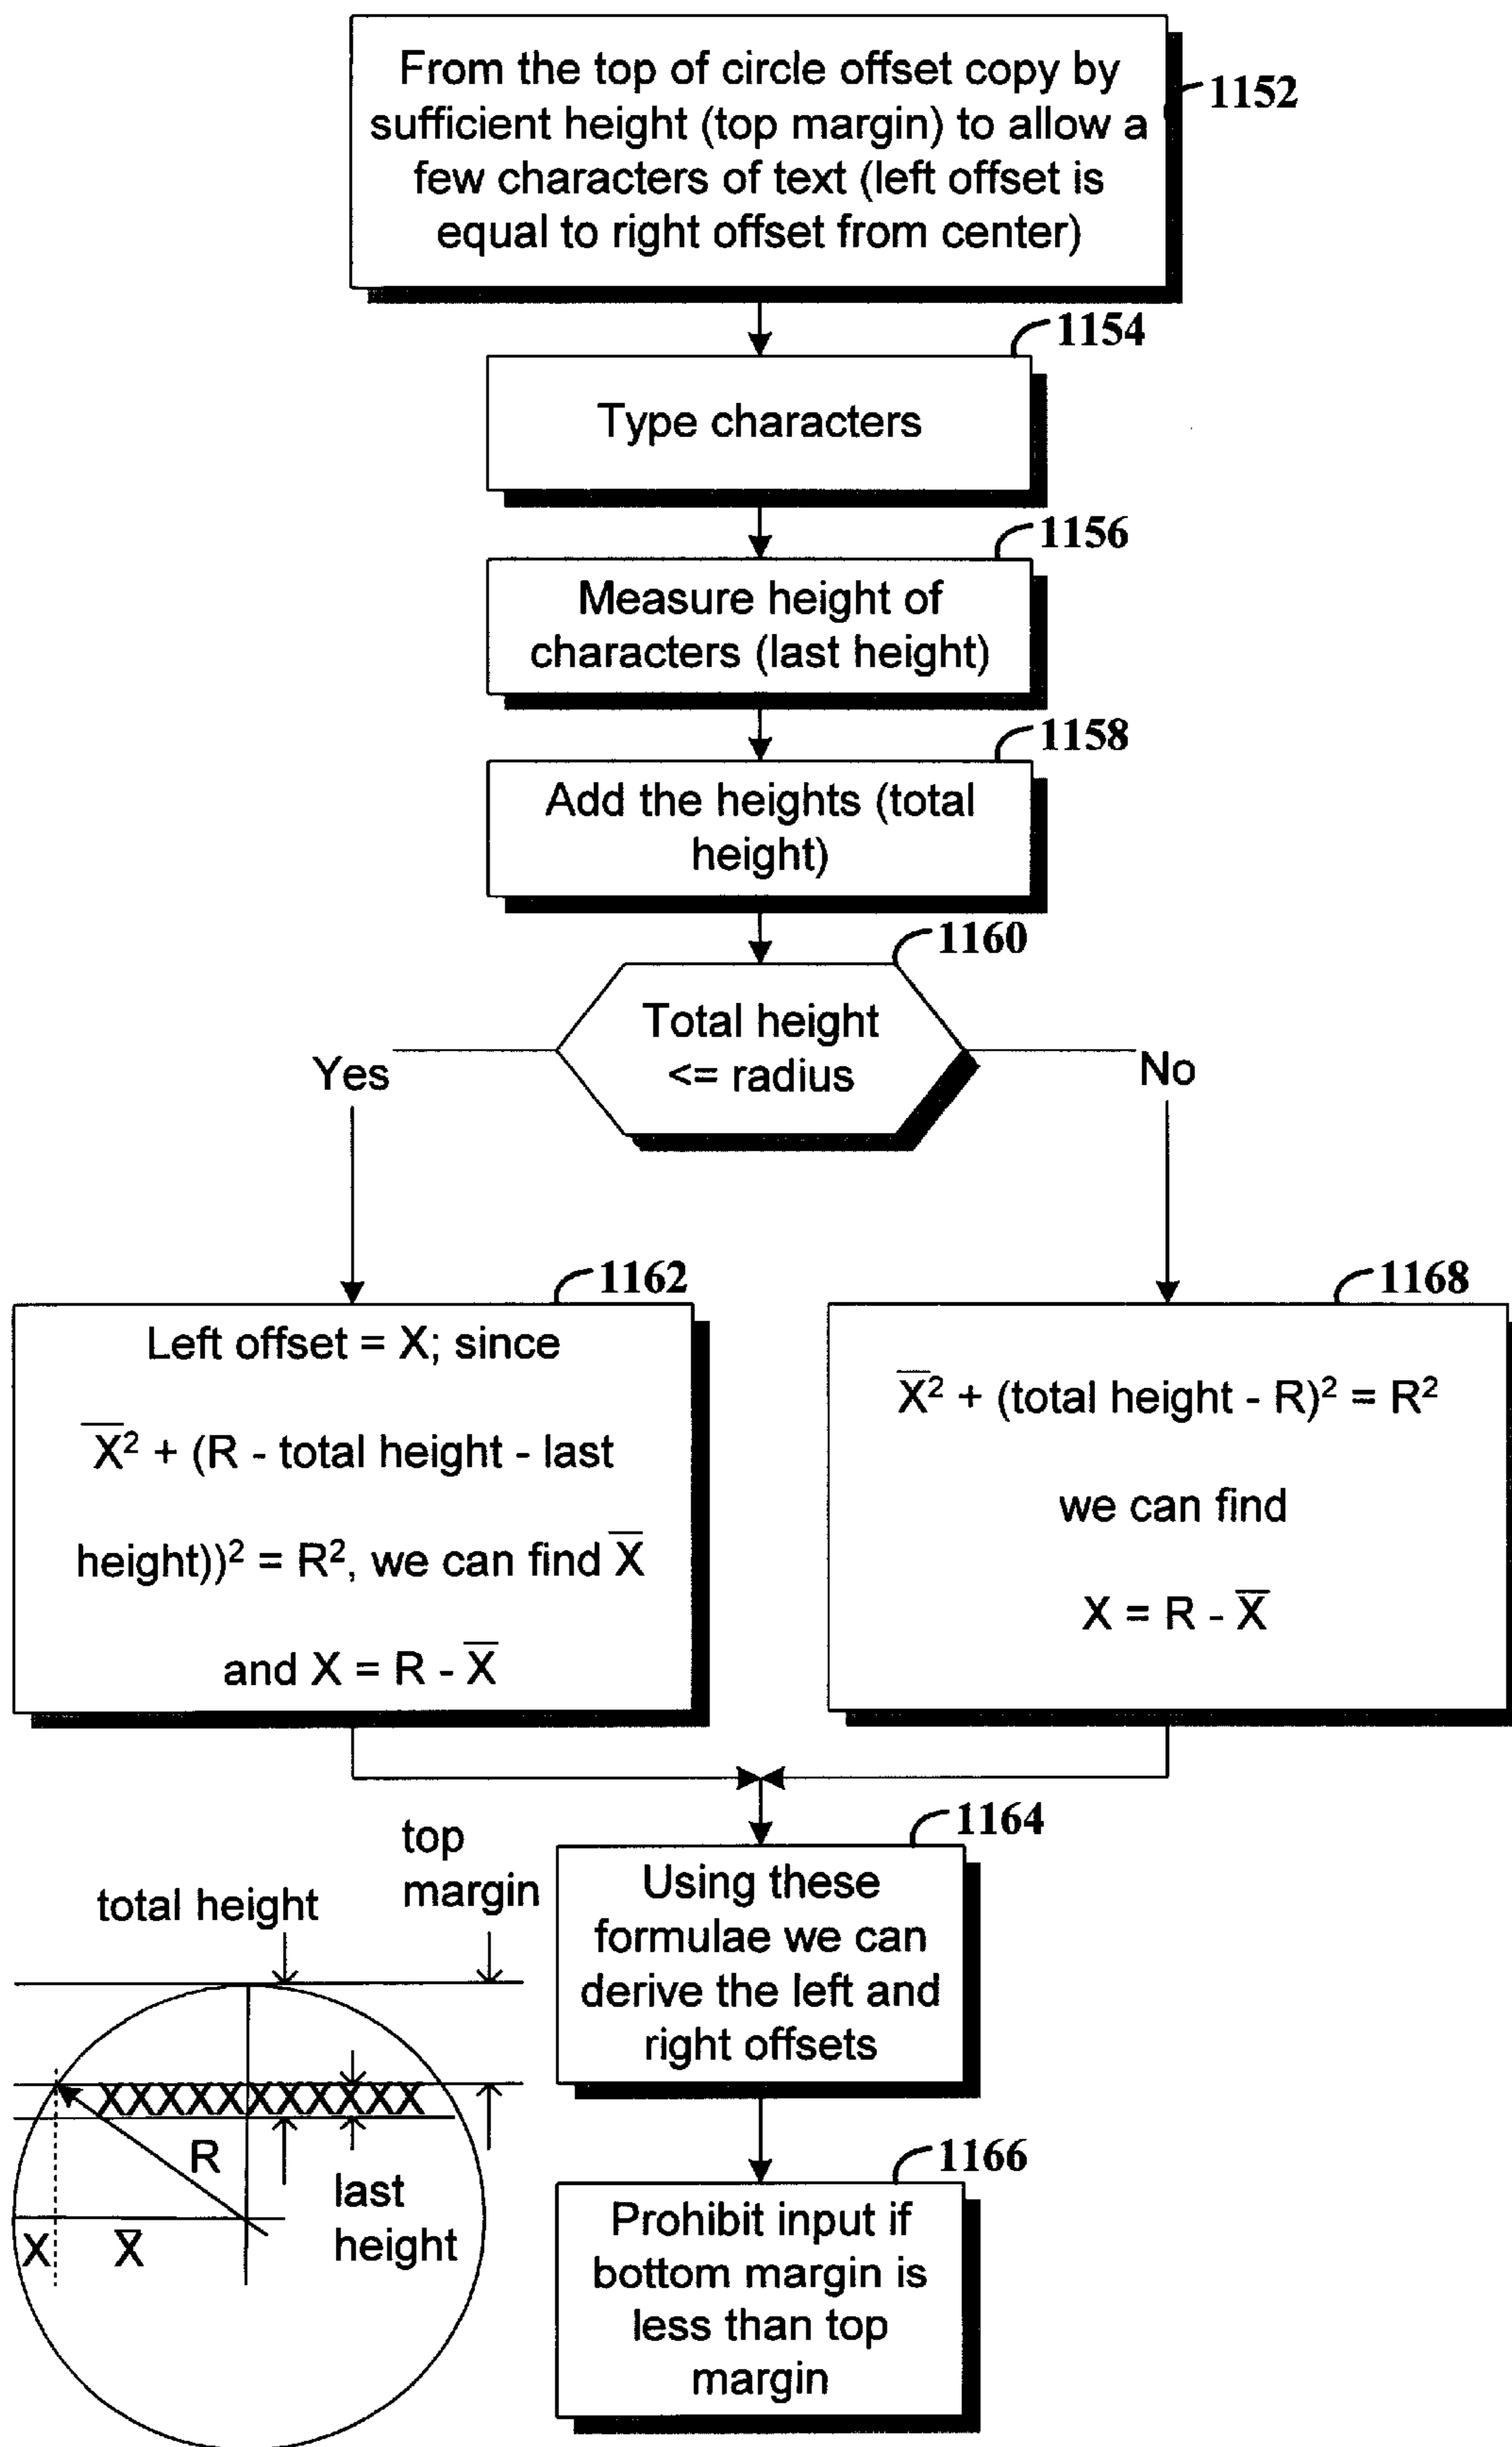 From the top of circle offset copy by
sufficient height (top margin) to allow a
few characters of text (left offset is
equal to right offset from center)
1152
1154
Type characters
1156
Measure height of
characters (last height)
1158
Add the heights (total
height)
1160
Total height
<= radius
Yes
No
1162
Left offset = X; since
X̅² + (R - total height - last
height))² = R², we can find X̅
and X = R - X̅
1168
X̅² + (total height - R)² = R²
we can find
X = R - X̅
1164
Using these
formulae we can
derive the left and
right offsets
1166
Prohibit input if
bottom margin is
less than top
margin
top
margin
total height
XXXXXXXXXXX
R
last
height
X
X̅